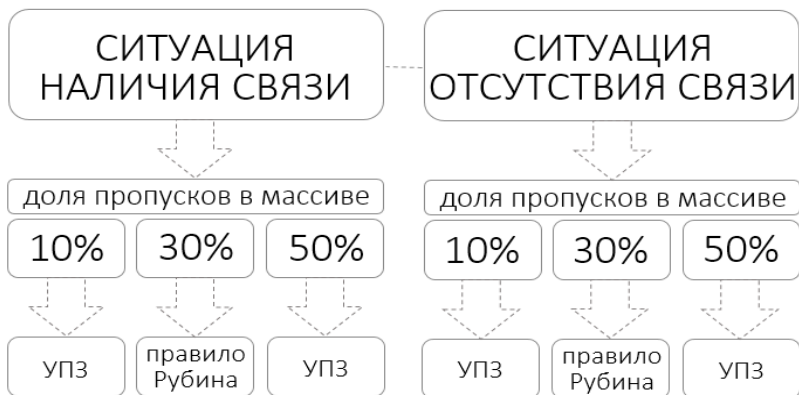 СИТУАЦИЯ
НАЛИЧИЯ СВЯЗИ
доля пропусков в массиве
10% 30% 50%
УПЗ
правило
Рубина
УПЗ
СИТУАЦИЯ
ОТСУТСТВИЯ СВЯЗИ
доля пропусков в массиве
10% 30% 50%
УПЗ
правило
Рубина
УПЗ